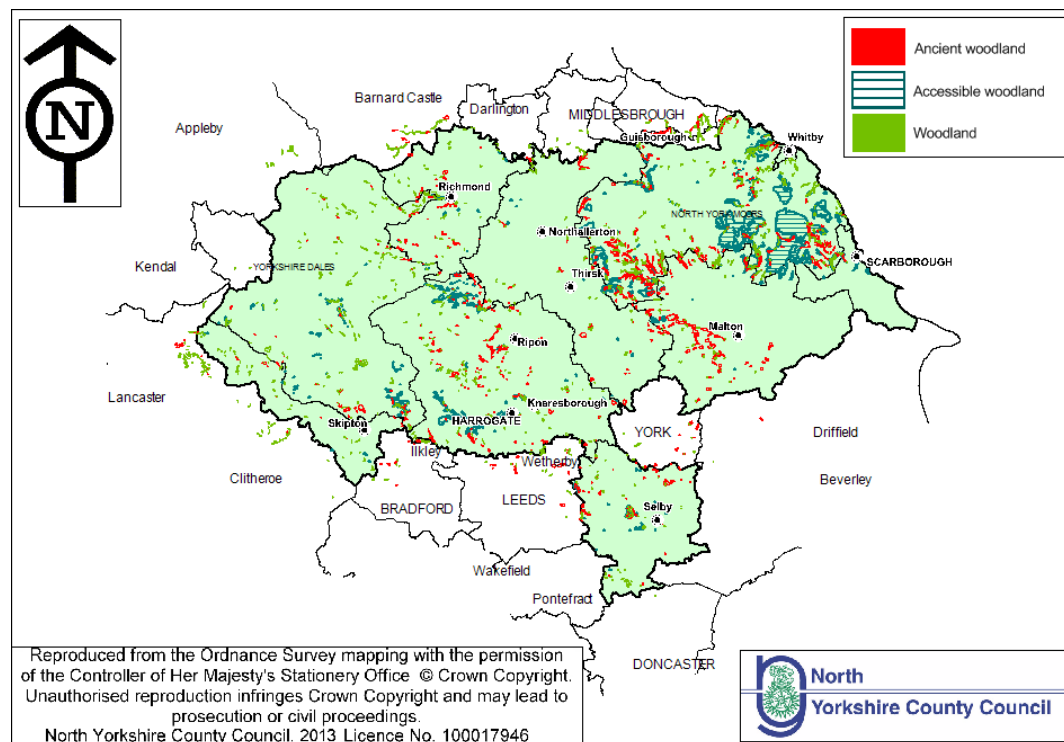 N
Ancient woodland
Accessible woodland
Woodland
Barnard Castle
Darlington
MIDDLESBROUGH
Appleby
Guisborough
Whitby
Richmond
NORTH YORK MOORS
Northallerton
SCARBOROUGH
Kendal
YORKSHIRE DALES
Thirsk
Malton
Ripon
Lancaster
Knaresborough
HARROGATE
Skipton
YORK
Driffield
Ilkley
Wetherby
Clitheroe
Beverley
LEEDS
BRADFORD
Selby
Wakefield
Pontefract
DONCASTER
Reproduced from the Ordnance Survey mapping with the permission
of the Controller of Her Majesty's Stationery Office © Crown Copyright.
Unauthorised reproduction infringes Crown Copyright and may lead to
prosecution or civil proceedings.
North Yorkshire County Council. 2013 Licence No. 100017946
North
Yorkshire County Council